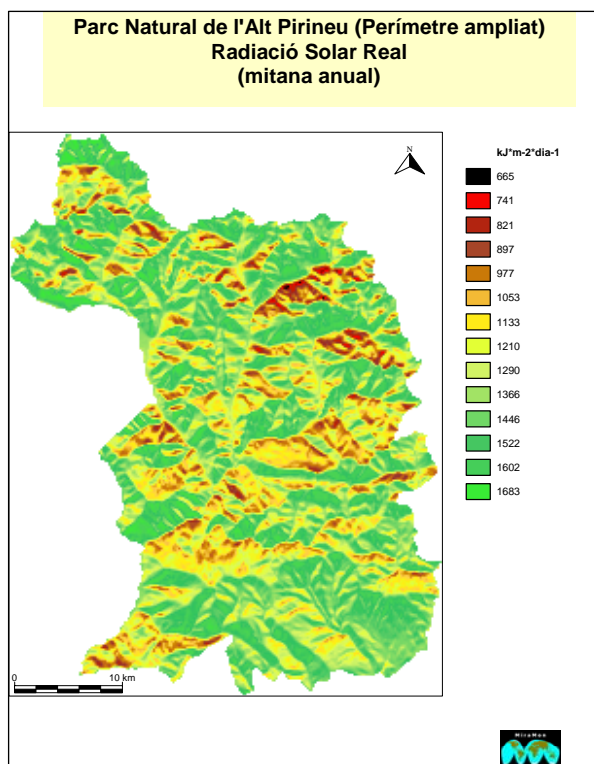 Parc Natural de l'Alt Pirineu (Perímetre ampliat)
Radiació Solar Real
(mitana anual)
N
kJ*m-2*dia-1
665
741
821
897
977
1053
1133
1210
1290
1366
1446
1522
1602
1683
0 10 km
MiraMon